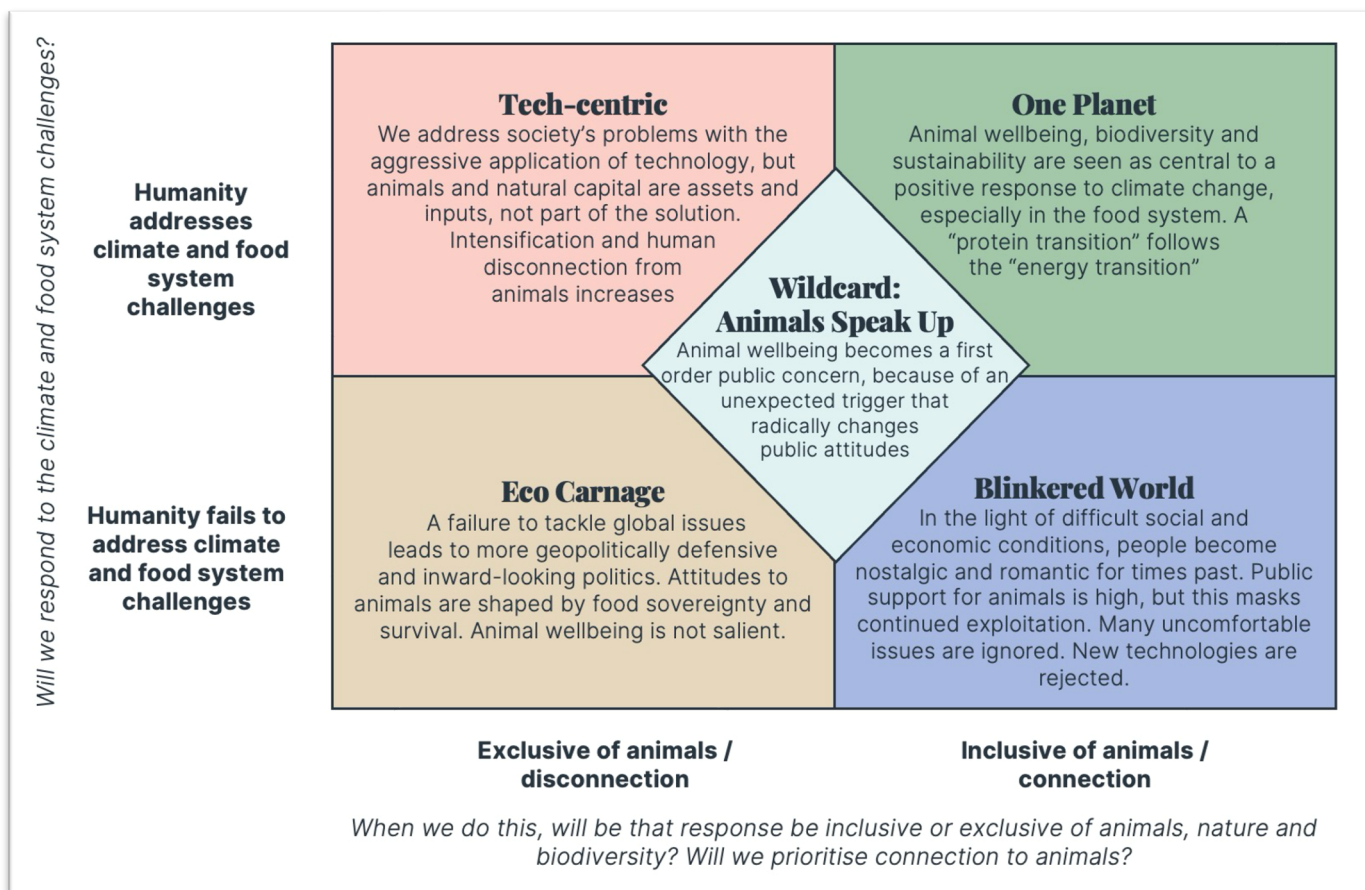 Will we respond to the climate and food system challenges?
Humanity
addresses
climate and food
system
challenges
Humanity fails to
address climate
and food system
challenges
Tech-centric
We address society’s problems with the
aggressive application of technology, but
animals and natural capital are assets and
inputs, not part of the solution.
Intensification and human
disconnection from
animals increases
One Planet
Animal wellbeing, biodiversity and
sustainability are seen as central to a
positive response to climate change,
especially in the food system. A
“protein transition” follows
the “energy transition”
Wildcard:
Animals Speak Up
Animal wellbeing becomes a first
order public concern, because of an
unexpected trigger that
radically changes
public attitudes
Eco Carnage
A failure to tackle global issues
leads to more geopolitically defensive
and inward-looking politics. Attitudes to
animals are shaped by food sovereignty and
survival. Animal wellbeing is not salient.
Blinkered World
In the light of difficult social and
economic conditions, people become
nostalgic and romantic for times past. Public
support for animals is high, but this masks
continued exploitation. Many uncomfortable
issues are ignored. New technologies are
rejected.
Exclusive of animals /
disconnection
Inclusive of animals /
connection
When we do this, will be that response be inclusive or exclusive of animals, nature and
biodiversity? Will we prioritise connection to animals?